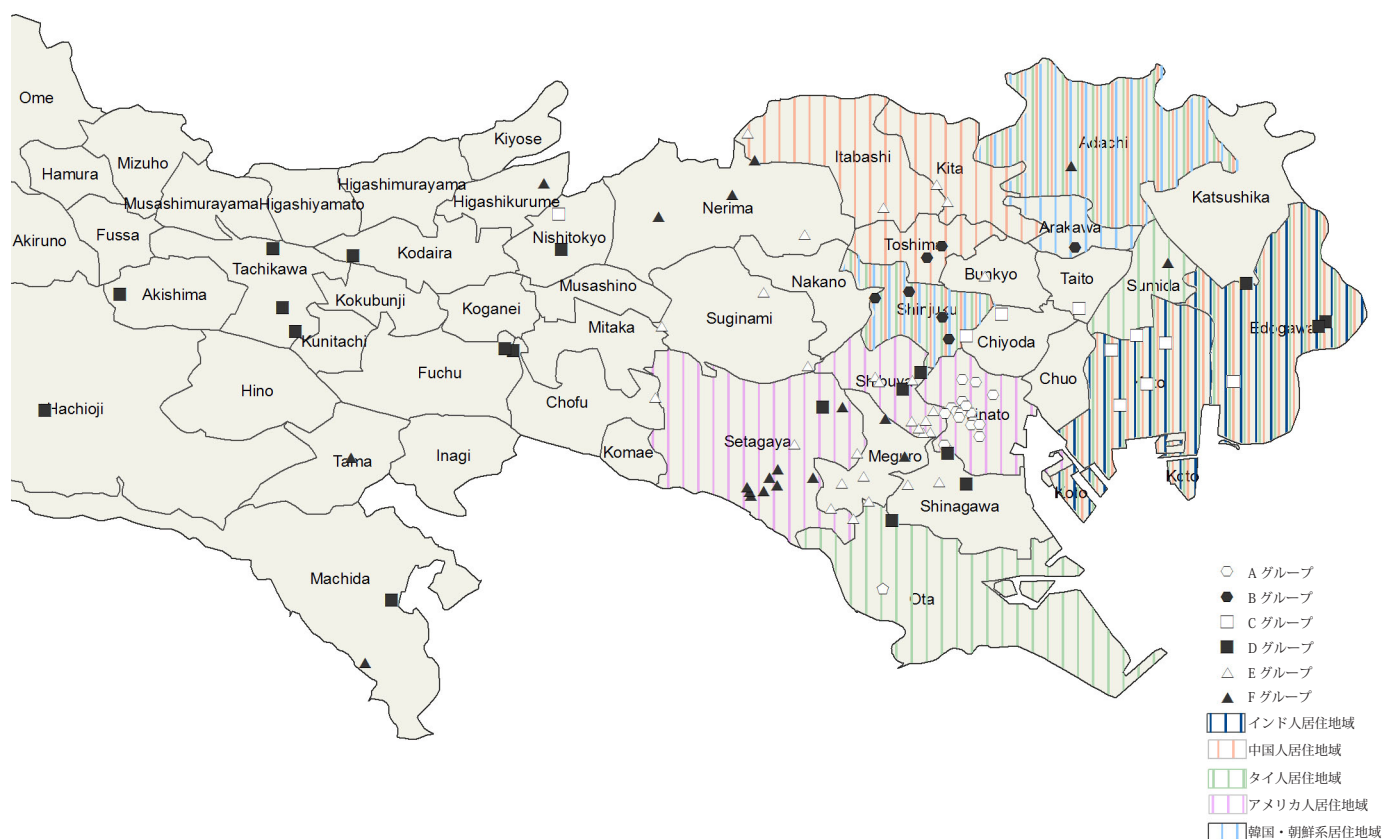 Ome
Kiyose
Adachi
Mizuho
Itabashi
Hamura
Kita
Higashimurayama
Katsushika
Musashimurayama
Higashiyamato
Higashikurume
Nerima
Fussa
Arakawa
Akiruno
Nishitokyo
Toshima
Kodaira
Tachikawa
Bunkyo
Taito
Nakano
Musashino
Sumida
Akishima
Kokubunji
Koganei
Shinjuku
Suginami
Mitaka
Edogawa
Kunitachi
Chiyoda
Fuchu
Chuo
Shibuya
Koto
Hino
Chofu
Hachioji
Minato
Setagaya
Komae
Inagi
Meguro
Tama
Koto
Koto
Shinagawa
Machida
Ota
A グループ
B グループ
C グループ
D グループ
E グループ
F グループ
インド人居住地域
中国人居住地域
タイ人居住地域
アメリカ人居住地域
韓国・朝鮮系居住地域